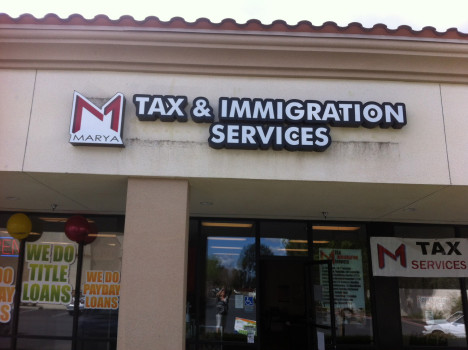 M
MARYA
TAX & IMMIGRATION
SERVICES
WE DO
TITLE
LOANS
WE DO
PAYDAY
LOANS
M TAX
SERVICES